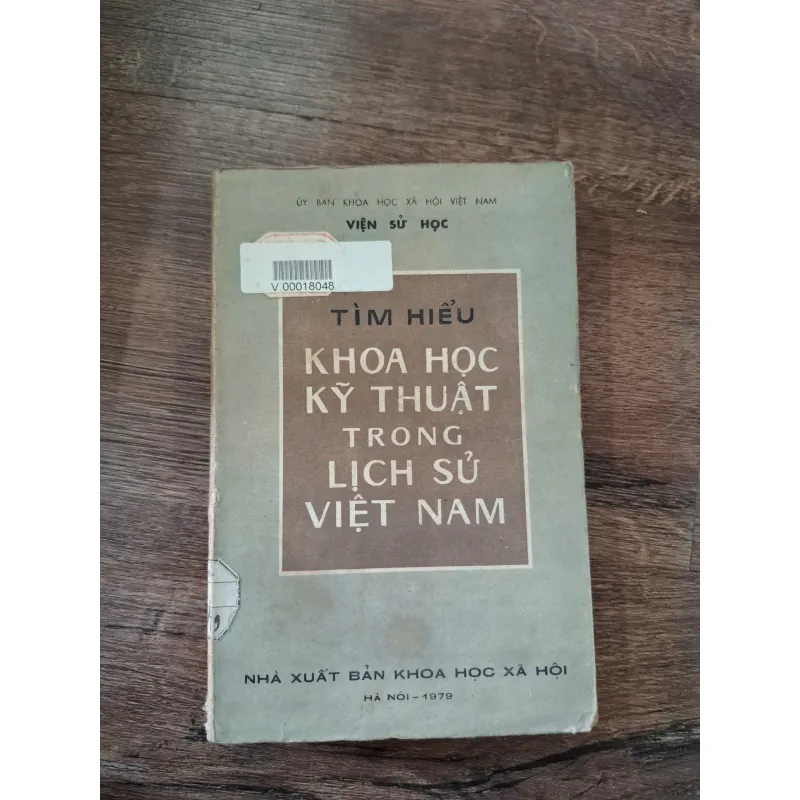 ỦY BAN KHOA HỌC XÃ HỘI VIỆT NAM
VIỆN SỬ HỌC
V.00018048
TÌM HIỂU
KHOA HỌC
KỸ THUẬT
TRONG
LỊCH SỬ
VIỆT NAM
NHÀ XUẤT BẢN KHOA HỌC XÃ HỘI
HÀ NỘI – 1979